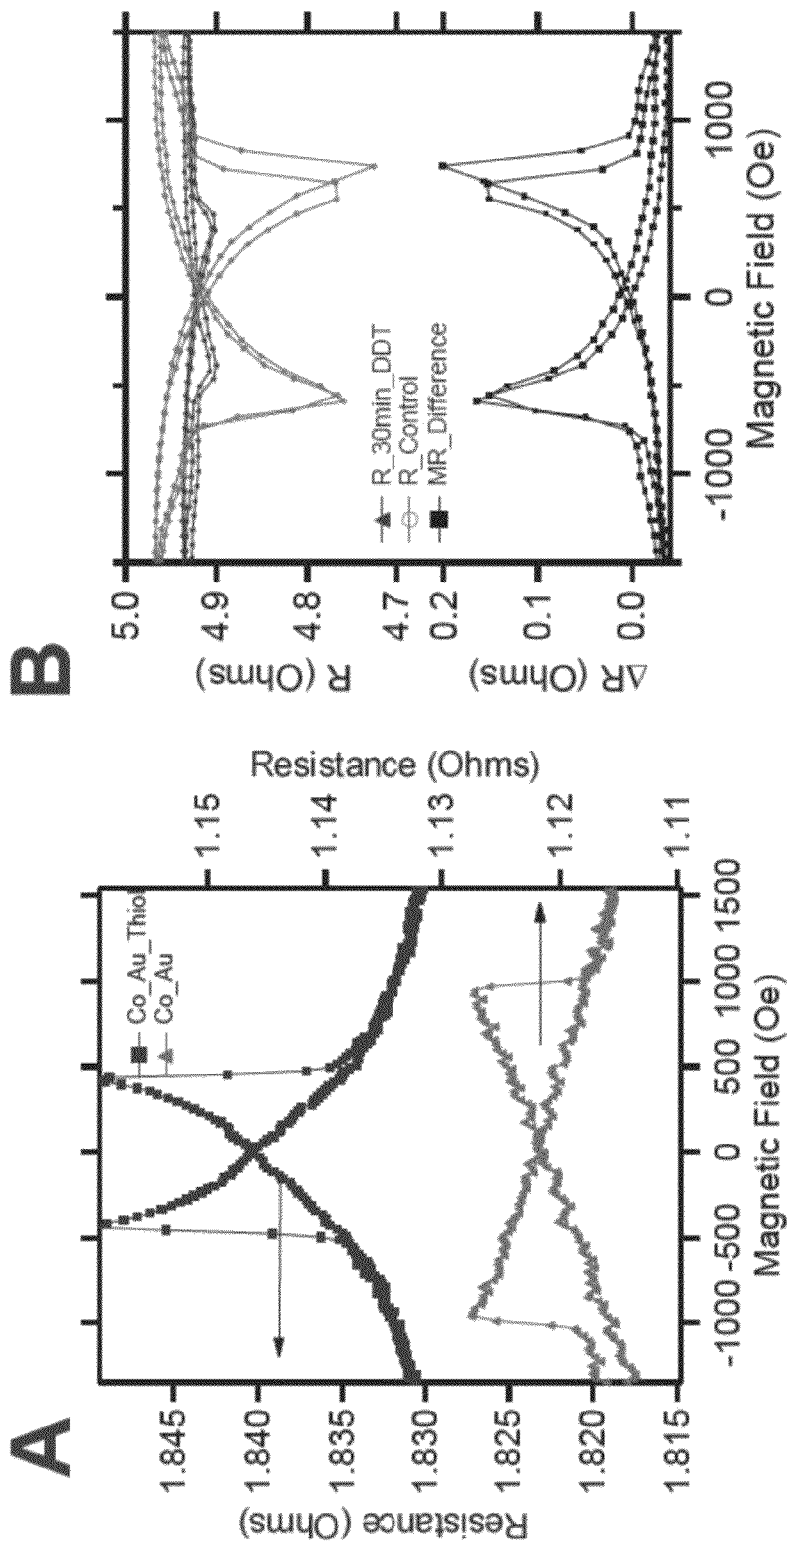 A
Resistance (Ohms)
1.845
1.840
1.835
1.830
1.825
1.820
1.815
Co_Au_Thiol
Co_Au
-1000
-500
0
500
1000
1500
Magnetic Field (Oe)
1.15
1.14
1.13
1.12
1.11
Resistance (Ohms)
B
R (Ohms)
5.0
4.9
4.8
4.7
ΔR (Ohms)
0.2
0.1
0.0
R_30min_DDT
R_Control
MR_Difference
-1000
0
1000
Magnetic Field (Oe)